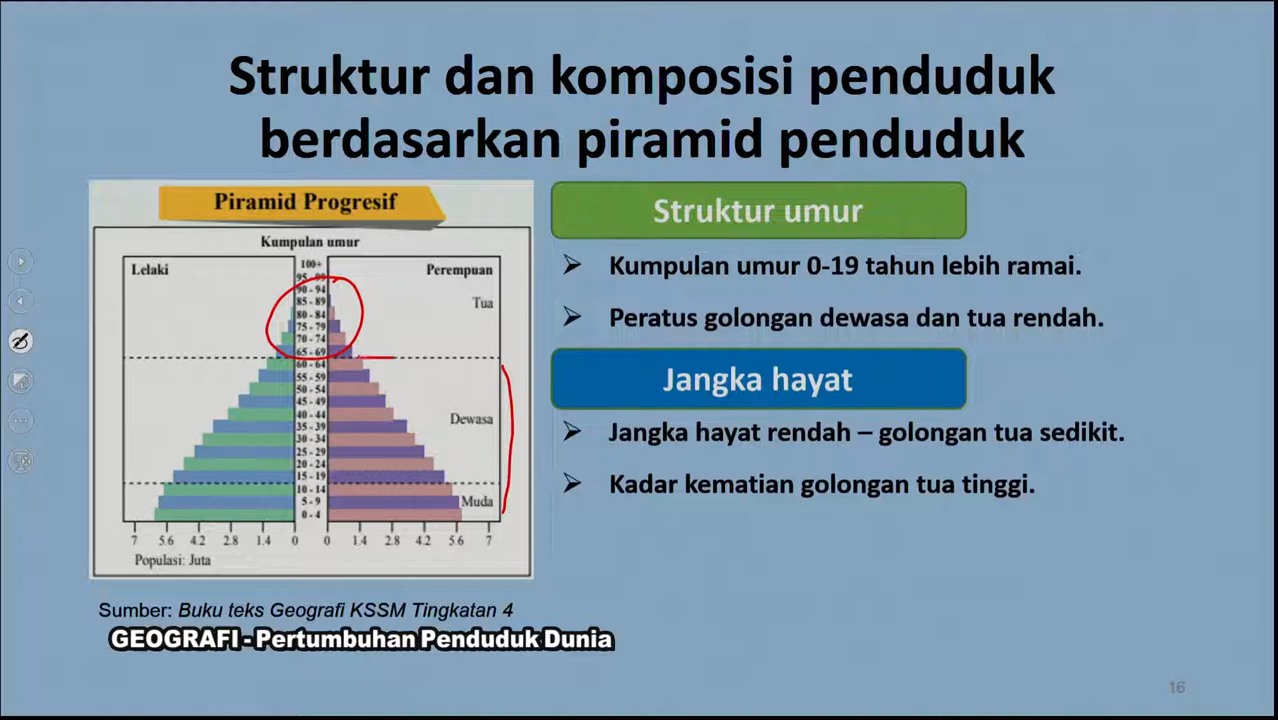 Struktur dan komposisi penduduk
berdasarkan piramid penduduk
Piramid Progresif
Kumpulan umur
Lelaki
Perempuan
100+
95 - 99
90 - 94
85 - 89
80 - 84
75 - 79
70 - 74
65 - 69
60 - 64
55 - 59
50 - 54
45 - 49
40 - 44
35 - 39
30 - 34
25 - 29
20 - 24
15 - 19
10 - 14
5 - 9
0 - 4
Tua
Dewasa
Muda
7 5.6 4.2 2.8 1.4 0 0 1.4 2.8 4.2 5.6 7
Populasi: Juta
Sumber: Buku teks Geografi KSSM Tingkatan 4
GEOGRAFI - Pertumbuhan Penduduk Dunia
Struktur umur
Kumpulan umur 0-19 tahun lebih ramai.
Peratus golongan dewasa dan tua rendah.
Jangka hayat
Jangka hayat rendah – golongan tua sedikit.
Kadar kematian golongan tua tinggi.
16